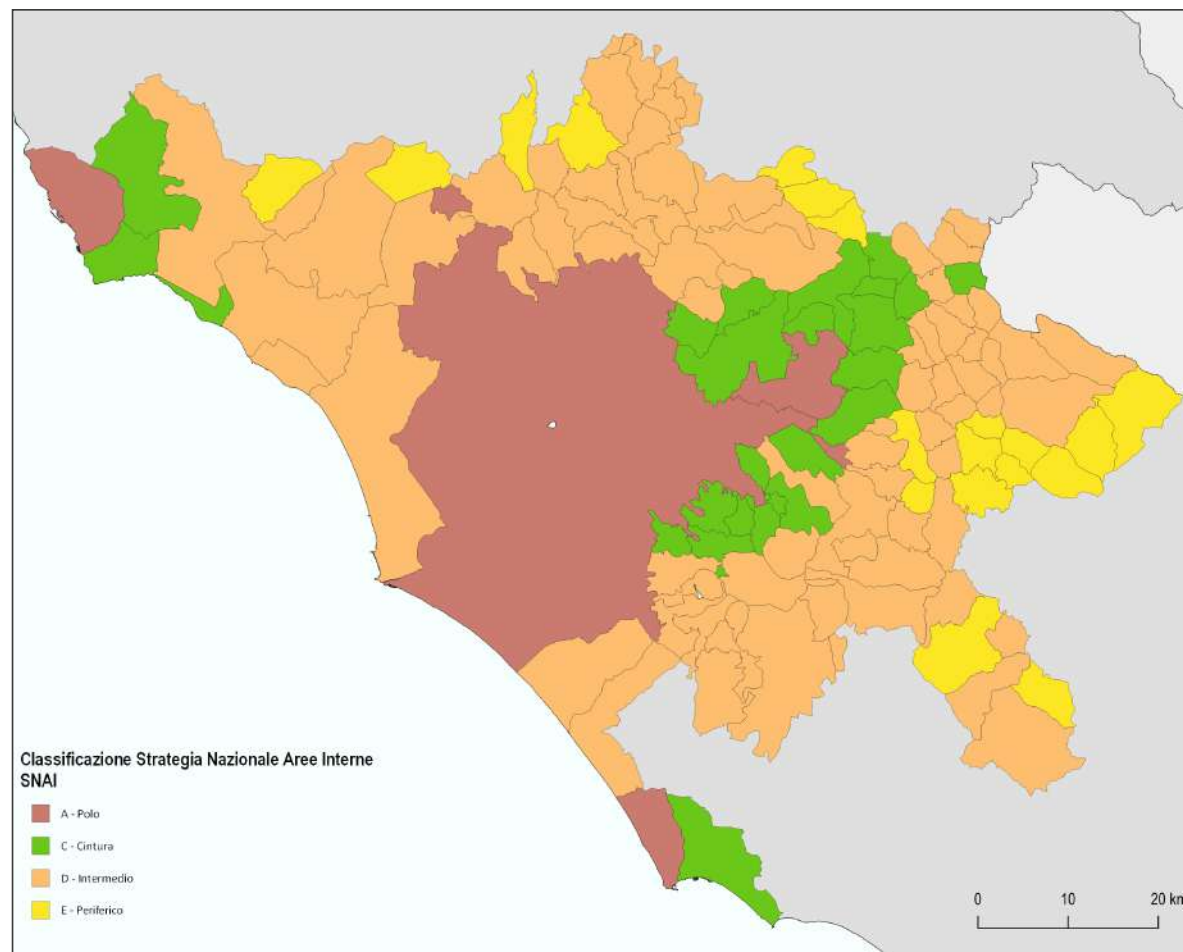 Classificazione Strategia Nazionale Aree Interne
SNAI
A - Polo
C - Cintura
D - Intermedio
E - Periferico
0 10 20 km